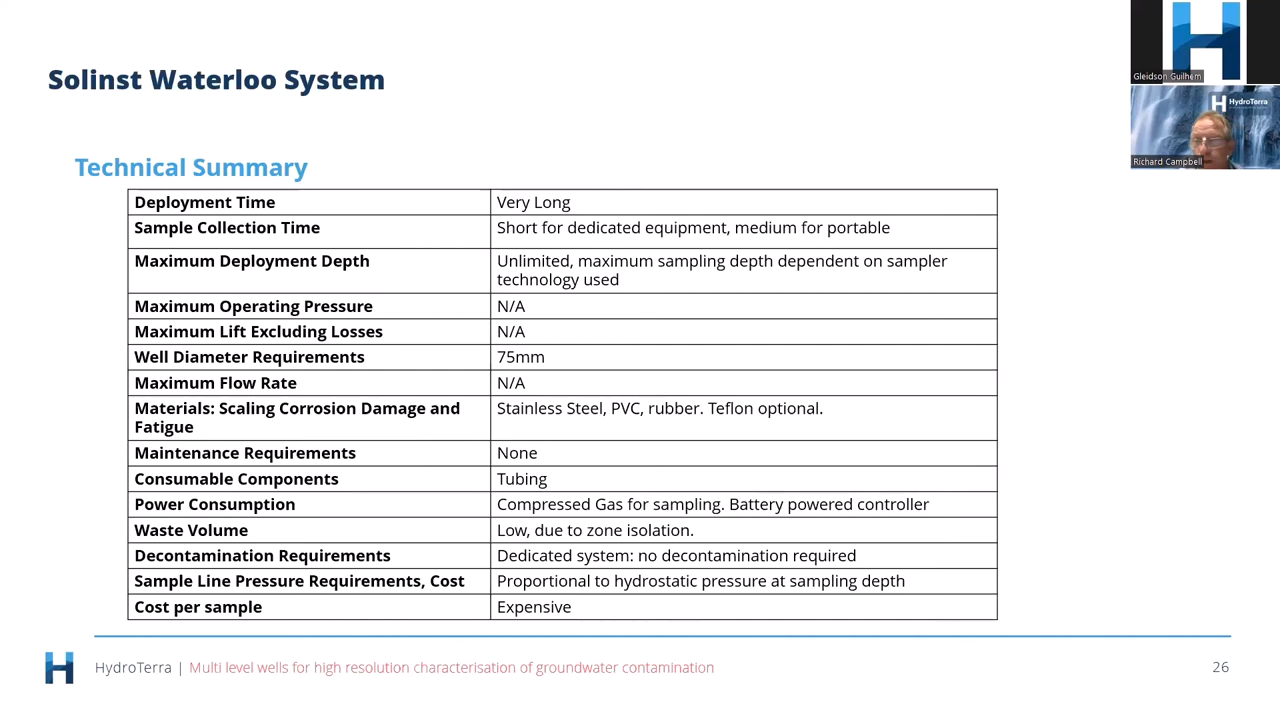 Solinst Waterloo System
Gleidson Guilhem
HydroTerra
Richard Campbell
Technical Summary
Deployment Time Very Long
Sample Collection Time Short for dedicated equipment, medium for portable
Maximum Deployment Depth Unlimited, maximum sampling depth dependent on sampler
technology used
Maximum Operating Pressure N/A
Maximum Lift Excluding Losses N/A
Well Diameter Requirements 75mm
Maximum Flow Rate N/A
Materials: Scaling Corrosion Damage and Stainless Steel, PVC, rubber. Teflon optional.
Fatigue
Maintenance Requirements None
Consumable Components Tubing
Power Consumption Compressed Gas for sampling. Battery powered controller
Waste Volume Low, due to zone isolation.
Decontamination Requirements Dedicated system: no decontamination required
Sample Line Pressure Requirements, Cost Proportional to hydrostatic pressure at sampling depth
Cost per sample Expensive
HydroTerra | Multi level wells for high resolution characterisation of groundwater contamination 26